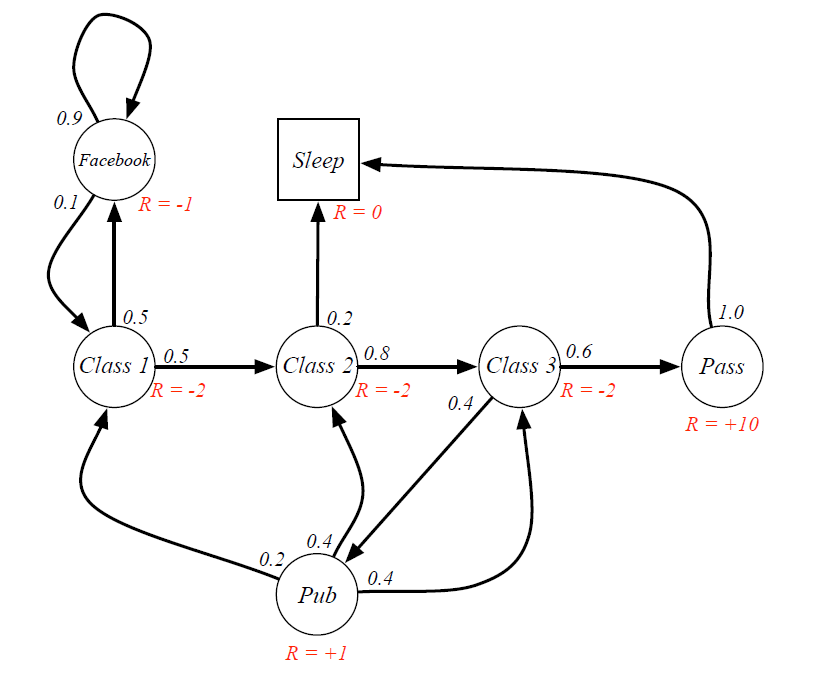 0.9
Facebook
Sleep
0.1
R = -1
R = 0
0.5
0.2
1.0
Class 1
0.5
Class 2
0.8
Class 3
0.6
Pass
R = -2
R = -2
R = -2
0.4
R = +10
0.4
0.2
0.4
Pub
R = +1